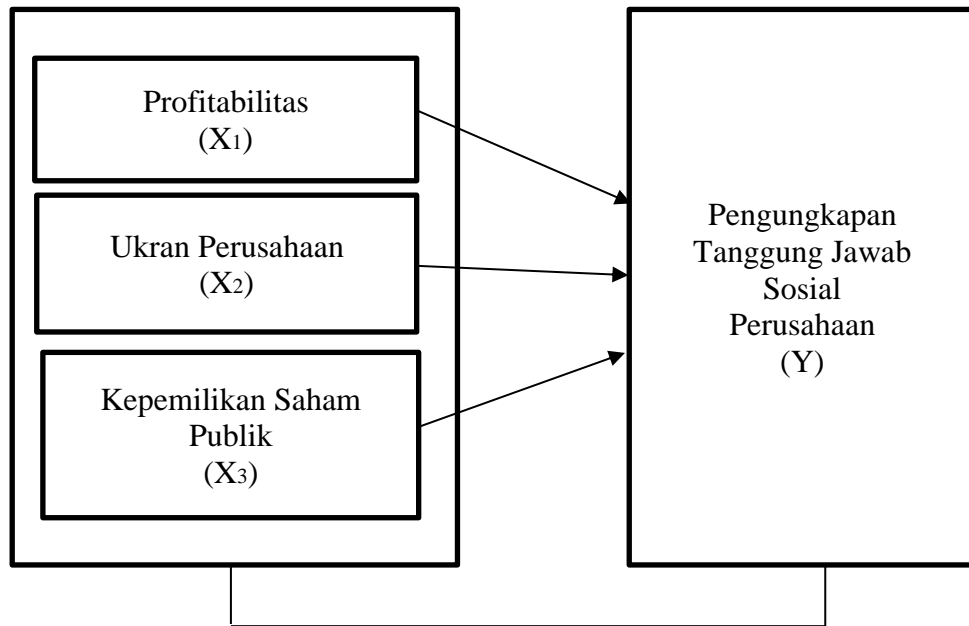 Profitabilitas
(X1)
Ukran Perusahaan
(X2)
Kepemilikan Saham
Publik
(X3)
Pengungkapan
Tanggung Jawab
Sosial
Perusahaan
(Y)